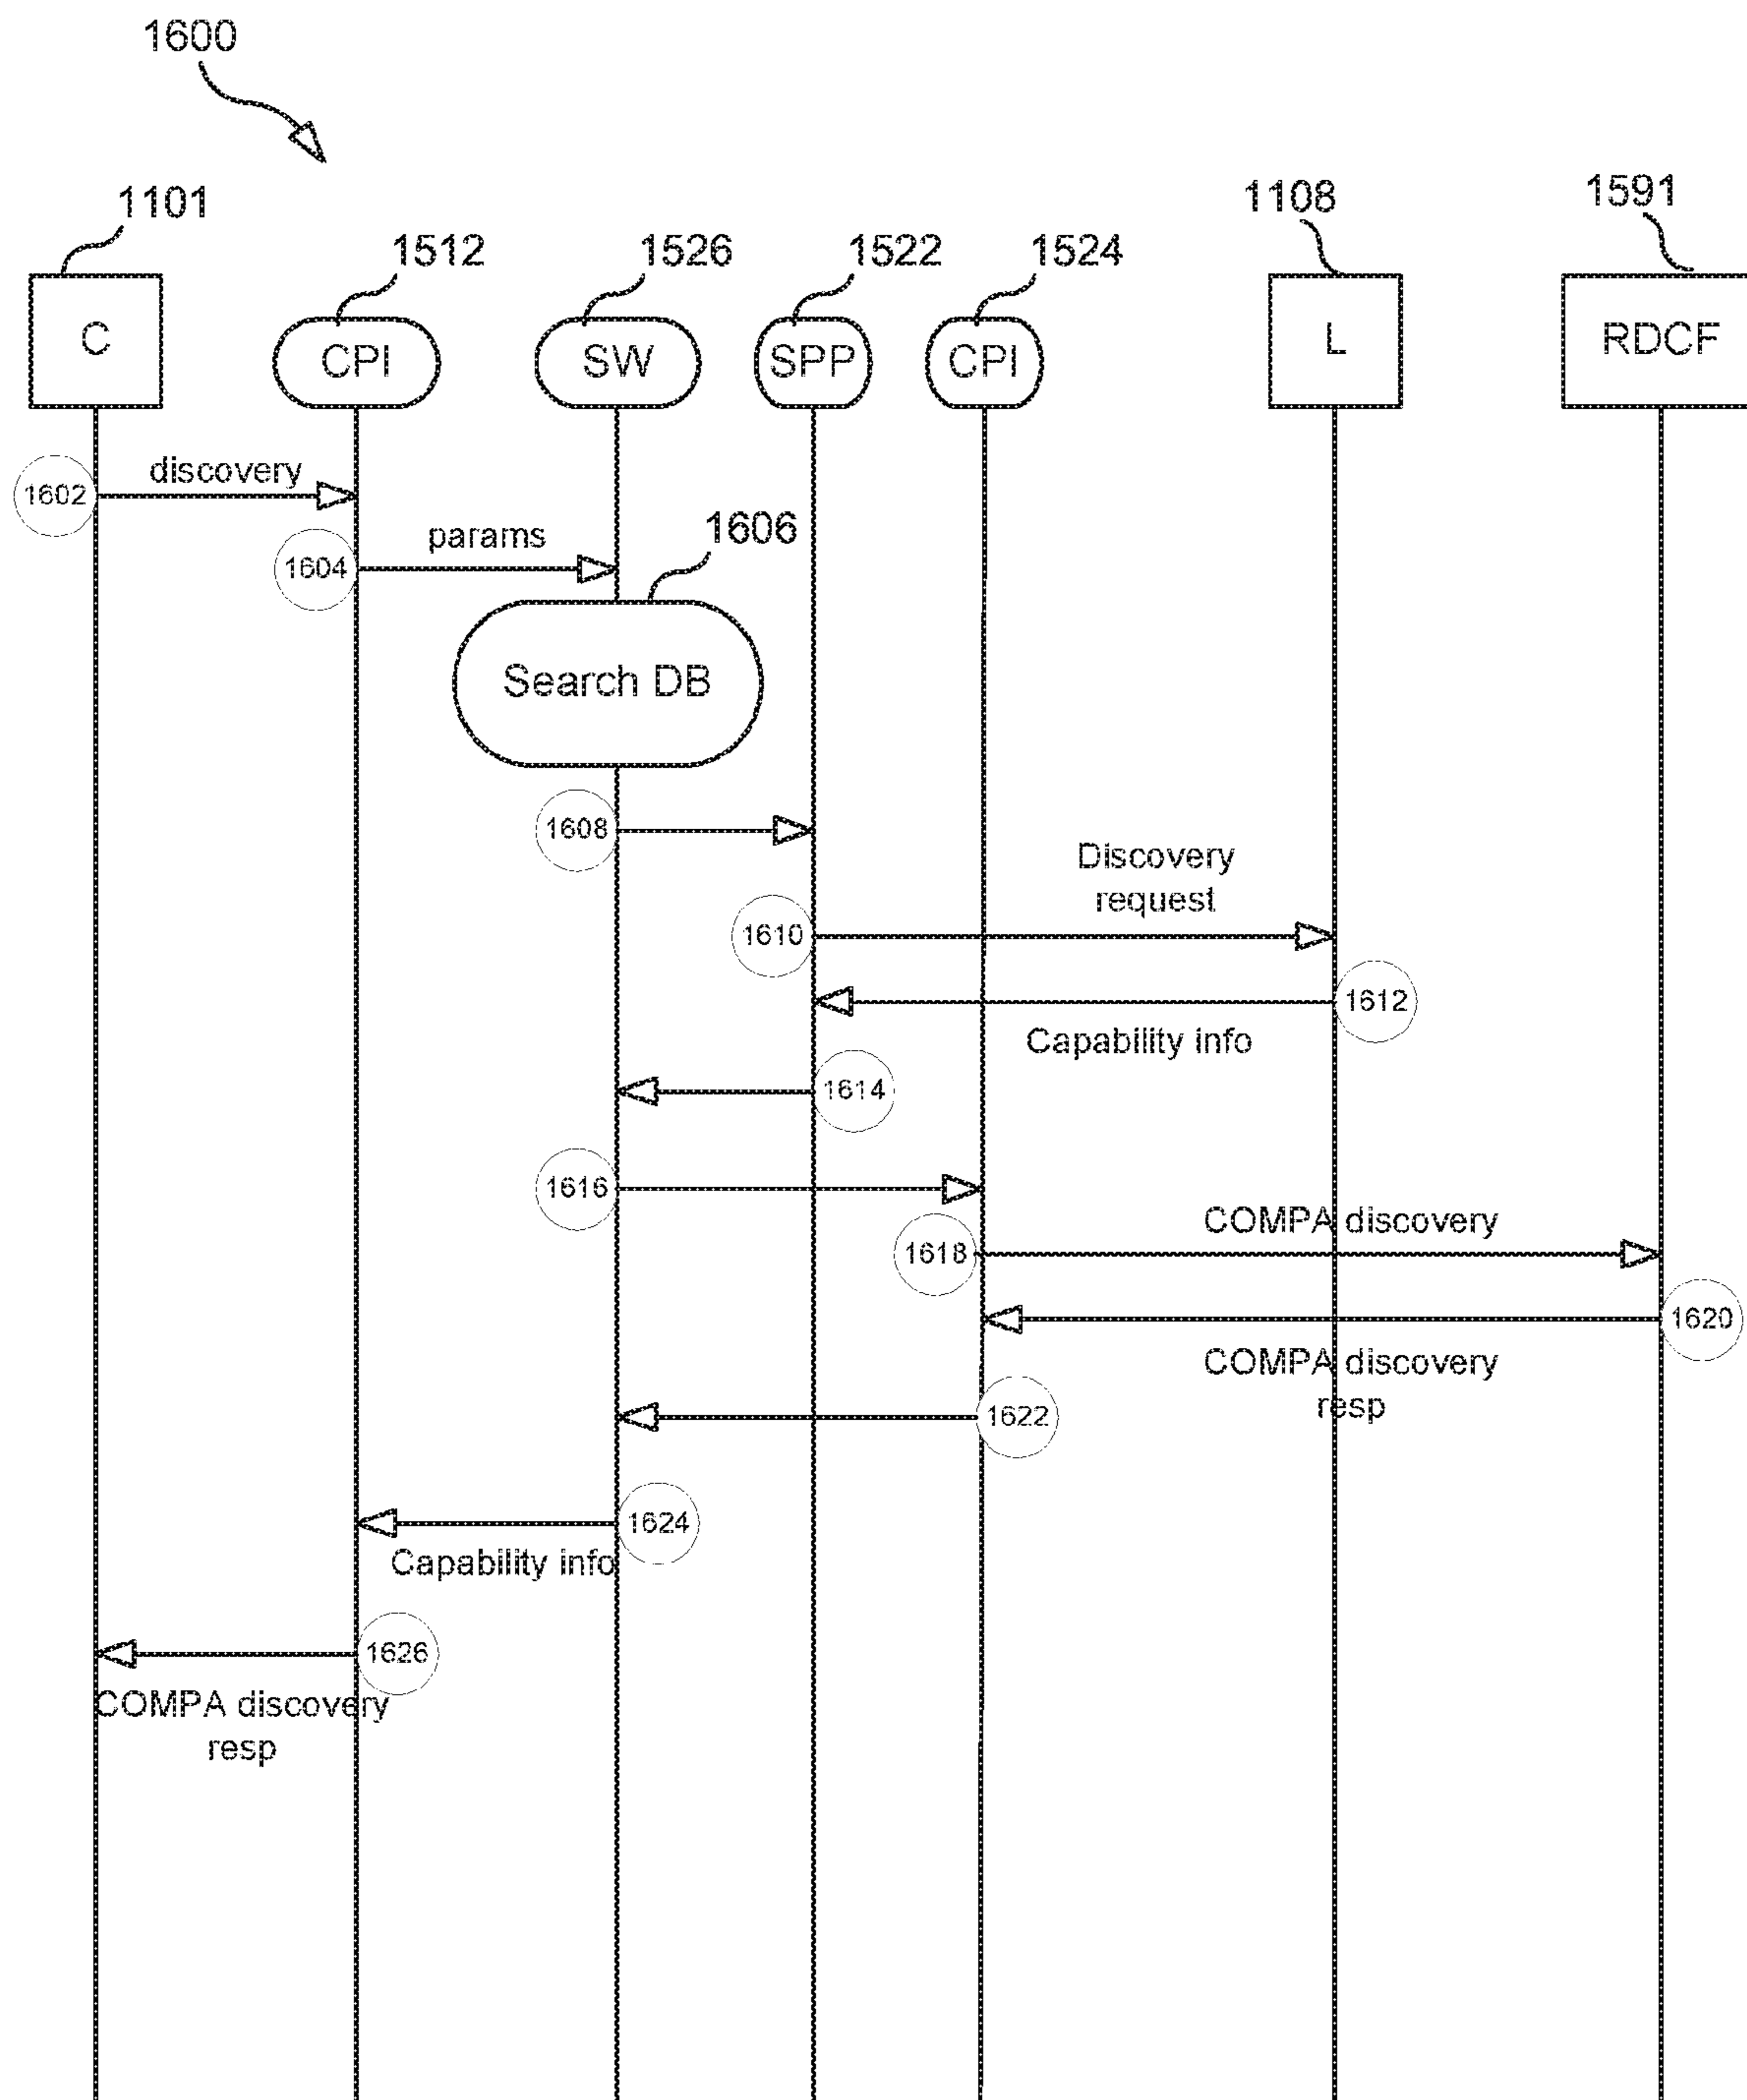 1600
1101
1512
1526
1522
1524
1108
1591
C
CPI
SW
SPP
CPI
L
RDCF
1602
discovery
1604
params
1606
Search DB
1608
Discovery
request
1610
1612
Capability info
1614
1616
COMPA discovery
1618
1620
COMPA discovery
resp
1622
1624
Capability info
1626
COMPA discovery
resp